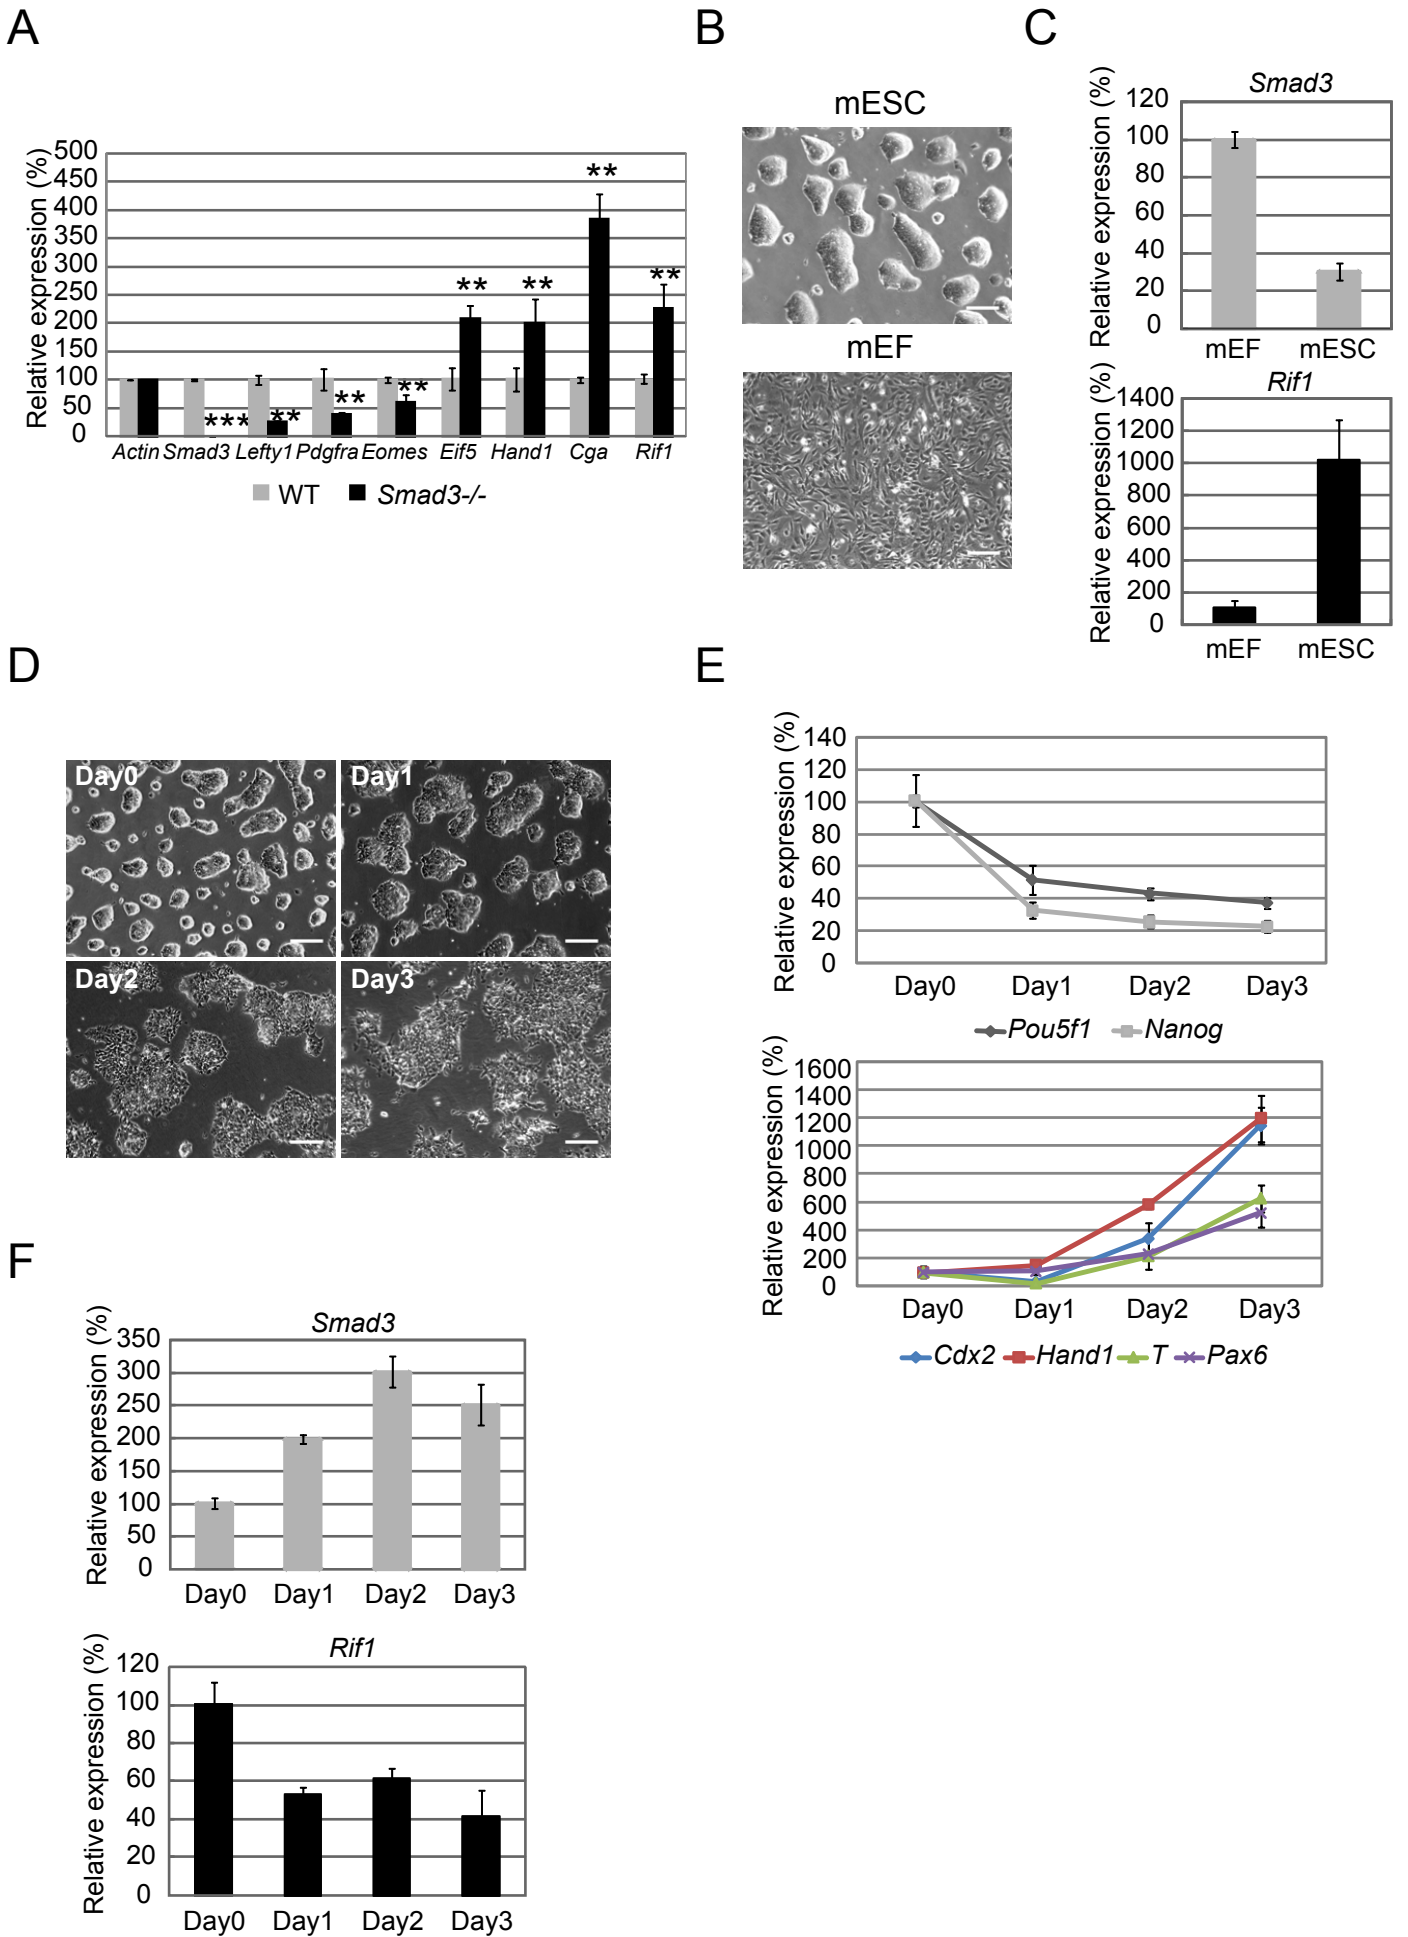 A
B
C
Relative expression (%)
500
450
400
350
300
250
200
150
100
50
0
***
**
**
**
**
**
**
**
Actin Smad3 Lefty1 Pdgfra Eomes Eif5 Hand1 Cga Rif1
WT Smad3-/-
mESC
mEF
Smad3
Relative expression (%)
120
100
80
60
40
20
0
mEF mESC
Rif1
Relative expression (%)
1400
1200
1000
800
600
400
200
0
mEF mESC
D
E
Day0 Day1
Day2 Day3
Relative expression (%)
140
120
100
80
60
40
20
0
Day0 Day1 Day2 Day3
Pou5f1 Nanog
Relative expression (%)
1600
1400
1200
1000
800
600
400
200
0
Day0 Day1 Day2 Day3
Cdx2 Hand1 T Pax6
F
Smad3
Relative expression (%)
350
300
250
200
150
100
50
0
Day0 Day1 Day2 Day3
Rif1
Relative expression (%)
120
100
80
60
40
20
0
Day0 Day1 Day2 Day3